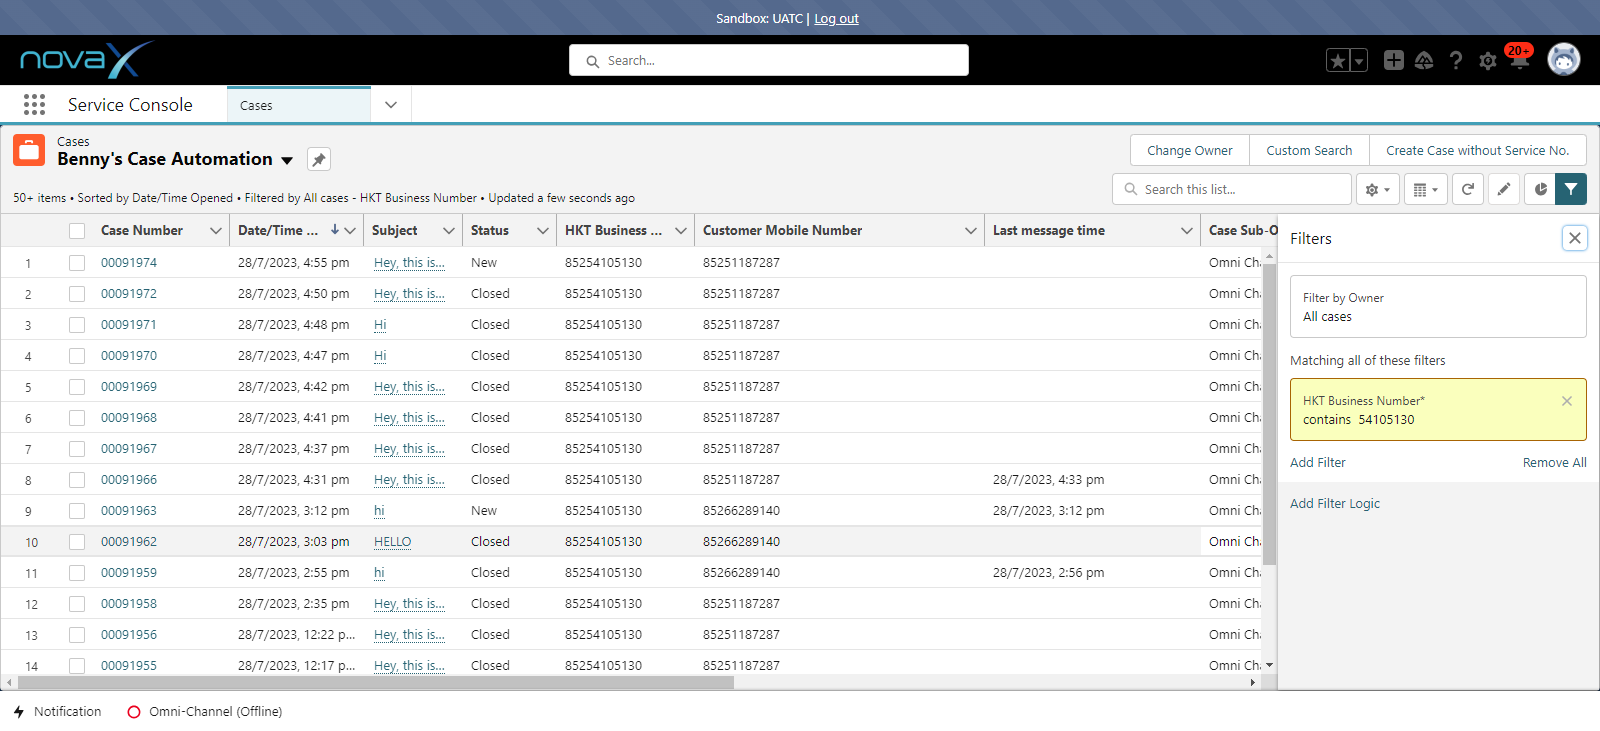 Sandbox: UATC | Log out
novaX
Search...
20+
Service Console
Cases
Cases
Benny's Case Automation
Change Owner
Custom Search
Create Case without Service No.
50+ items • Sorted by Date/Time Opened • Filtered by All cases - HKT Business Number • Updated a few seconds ago
Search this list...
Case Number Date/Time ... Subject Status HKT Business ... Customer Mobile Number Last message time Case Sub-O
1 00091974 28/7/2023, 4:55 pm Hey, this is... New 85254105130 85251187287 Omni Cha
2 00091972 28/7/2023, 4:50 pm Hey, this is... Closed 85254105130 85251187287 Omni Cha
3 00091971 28/7/2023, 4:48 pm Hi Closed 85254105130 85251187287 Omni Cha
4 00091970 28/7/2023, 4:47 pm Hi Closed 85254105130 85251187287 Omni Cha
5 00091969 28/7/2023, 4:42 pm Hey, this is... Closed 85254105130 85251187287 Omni Cha
6 00091968 28/7/2023, 4:41 pm Hey, this is... Closed 85254105130 85251187287 Omni Cha
7 00091967 28/7/2023, 4:37 pm Hey, this is... Closed 85254105130 85251187287 Omni Cha
8 00091966 28/7/2023, 4:31 pm Hey, this is... Closed 85254105130 85251187287 28/7/2023, 4:33 pm Omni Cha
9 00091963 28/7/2023, 3:12 pm hi New 85254105130 85266289140 28/7/2023, 3:12 pm Omni Cha
10 00091962 28/7/2023, 3:03 pm HELLO Closed 85254105130 85266289140 Omni Cha
11 00091959 28/7/2023, 2:55 pm hi Closed 85254105130 85266289140 28/7/2023, 2:56 pm Omni Cha
12 00091958 28/7/2023, 2:35 pm Hey, this is... Closed 85254105130 85251187287 Omni Cha
13 00091956 28/7/2023, 12:22 p... Hey, this is... Closed 85254105130 85251187287 Omni Cha
14 00091955 28/7/2023, 12:17 p... Hey, this is... Closed 85254105130 85251187287 Omni Cha
Filters
Filter by Owner
All cases
Matching all of these filters
HKT Business Number*
contains 54105130
Add Filter
Remove All
Add Filter Logic
Notification
Omni-Channel (Offline)